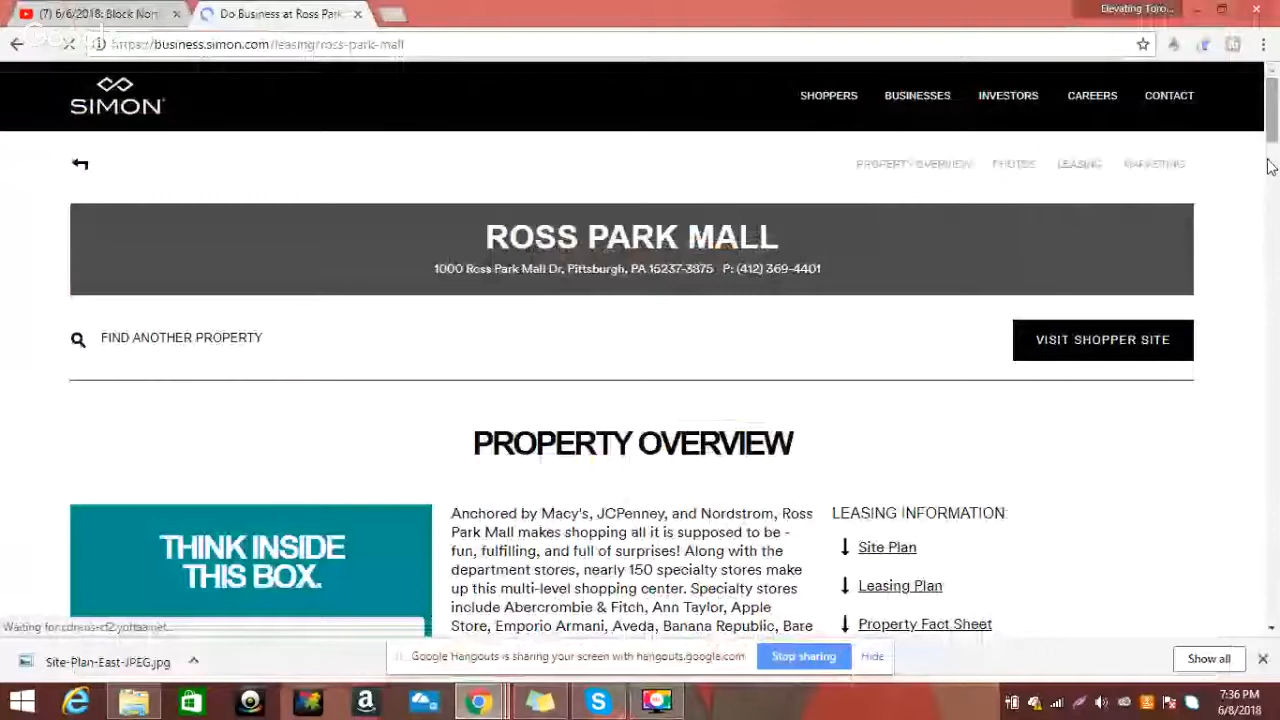 (7) 6/6/2018: Block Nor
Do Business at Ross Park
Elevating Toro...
https://business.simon.com/leasing/ross-park-mall
SIMON
SHOPPERS BUSINESSES INVESTORS CAREERS CONTACT
PROPERTY OVERVIEW PHOTOS LEASING MARKETING
ROSS PARK MALL
1000 Ross Park Mall Dr, Pittsburgh, PA 15237-3875 P: (412) 369-4401
FIND ANOTHER PROPERTY
VISIT SHOPPER SITE
PROPERTY OVERVIEW
THINK INSIDE
THIS BOX.
Anchored by Macy's, JCPenney, and Nordstrom, Ross
Park Mall makes shopping all it is supposed to be -
fun, fulfilling, and full of surprises! Along with the
department stores, nearly 150 specialty stores make
up this multi-level shopping center. Specialty stores
include Abercrombie & Fitch, Ann Taylor, Apple
Store, Emporio Armani, Aveda, Banana Republic, Bare
LEASING INFORMATION:
Site Plan
Leasing Plan
Property Fact Sheet
Waiting for
Site-Plan-East-JPEG.jpg
Google Hangouts is sharing your screen with hangouts.google.com
Stop sharing
Hide
Show all
7:36 PM
6/8/2018